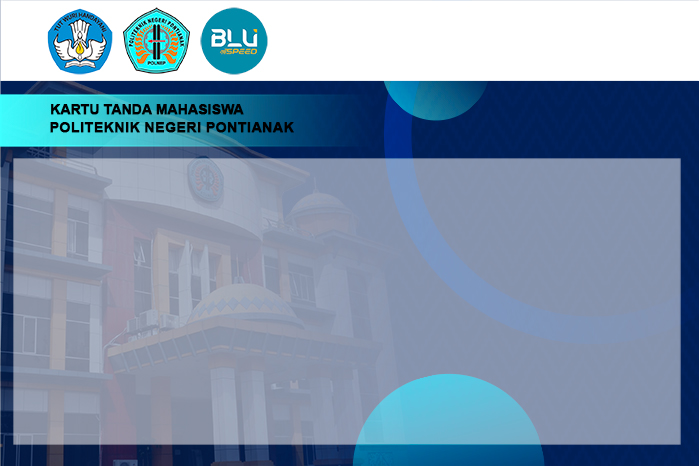 TUT WURI HANDAYANI
POLITEKNIK NEGERI PONTIANAK
POLNEP
BLU
SPEED
KARTU TANDA MAHASISWA
POLITEKNIK NEGERI PONTIANAK